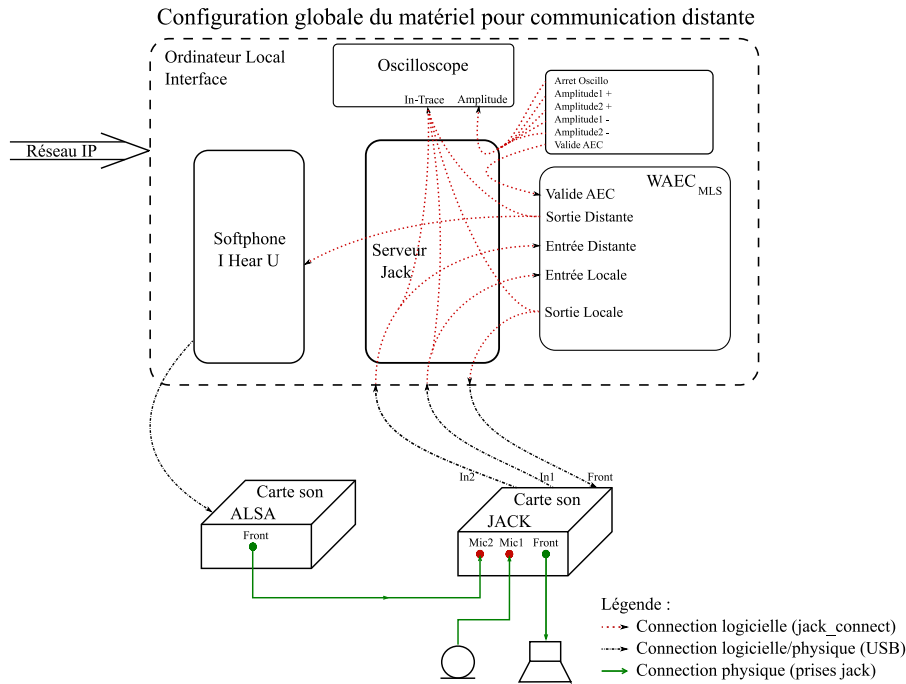 Configuration globale du matériel pour communication distante
Ordinateur Local
Interface
Oscilloscope
In-Trace
Amplitude
Arret Oscillo
Amplitude1 +
Amplitude2 +
Amplitude1 -
Amplitude2 -
Valide AEC
Réseau IP
Softphone
I Hear U
Serveur
Jack
WAEC MLS
Valide AEC
Sortie Distante
Entrée Distante
Entrée Locale
Sortie Locale
In2
In1
Front
Carte son
ALSA
Front
Carte son
JACK
Mic2
Mic1
Front
Légende :
Connection logicielle (jack_connect)
Connection logicielle/physique (USB)
Connection physique (prises jack)